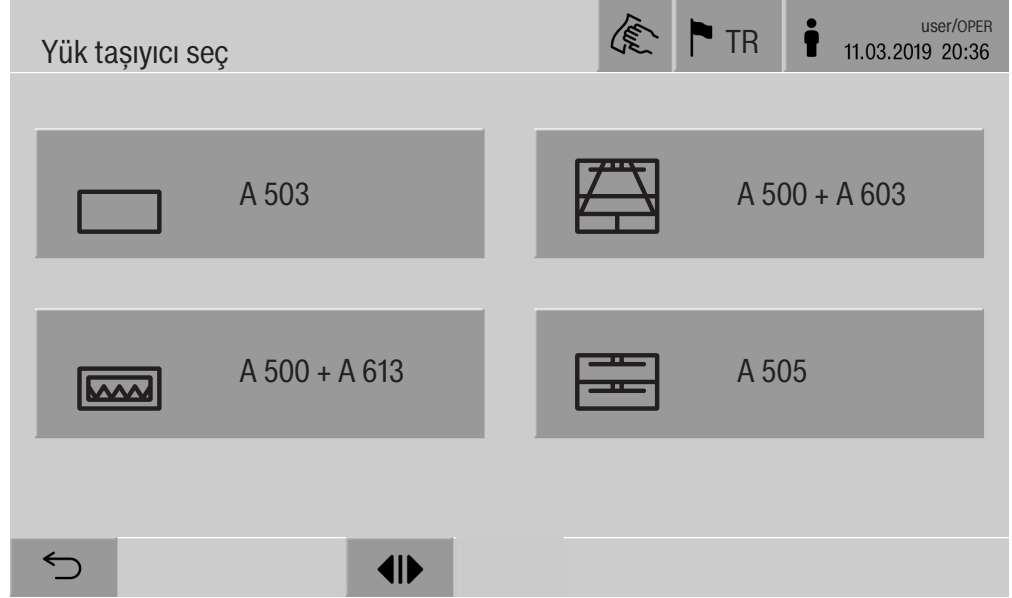 Yük taşıyıcı seç
TR
user/OPER
11.03.2019 20:36
A 503
A 500 + A 603
A 500 + A 613
A 505